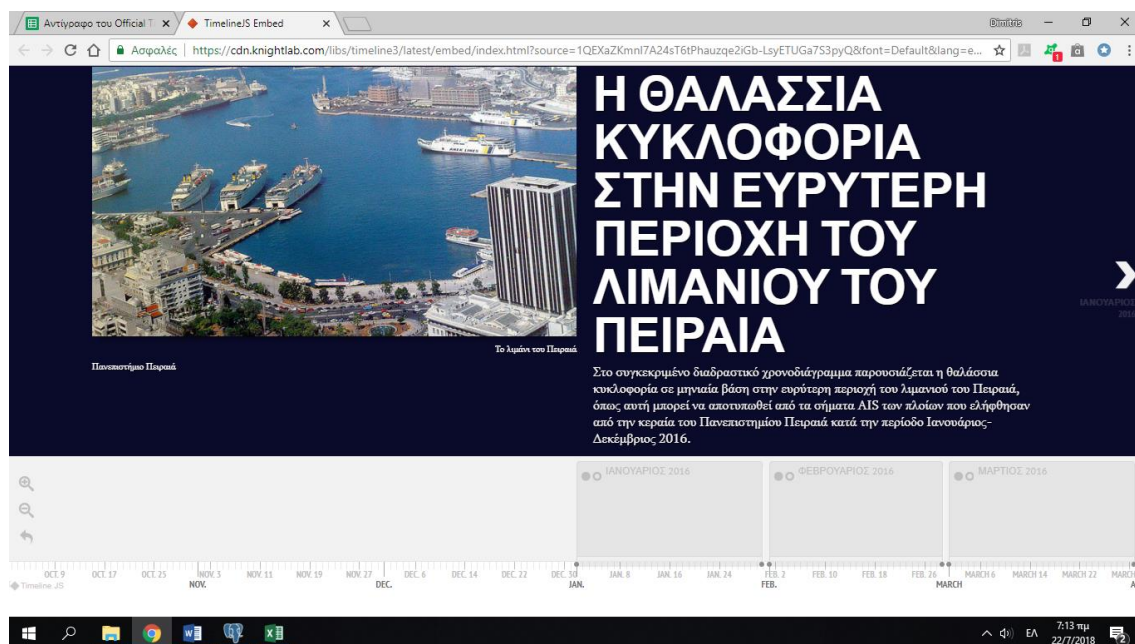 Αντίγραφο του Official T
TimelineJS Embed
Dimitris
Ασφαλές
https://cdn.knightlab.com/libs/timeline3/latest/embed/index.html?source=1QEXaZKmnI7A24sT6tPhauzqe2iGb-LsyETUGa7S3pyQ&font=Default&lang=e...
1
Η ΘΑΛΑΣΣΙΑ
ΚΥΚΛΟΦΟΡΙΑ
ΣΤΗΝ ΕΥΡΥΤΕΡΗ
ΠΕΡΙΟΧΗ ΤΟΥ
ΛΙΜΑΝΙΟΥ ΤΟΥ
ΠΕΙΡΑΙΑ
Το λιμάνι του Πειραιά
Πανεπιστήμιο Πειραιά
Στο συγκεκριμένο διαδραστικό χρονοδιάγραμμα παρουσιάζεται η θαλάσσια
κυκλοφορία σε μηνιαία βάση στην ευρύτερη περιοχή του λιμανιού του Πειραιά,
όπως αυτή μπορεί να αποτυπωθεί από τα σήματα AIS των πλοίων που ελήφθησαν
από την κεραία του Πανεπιστημίου Πειραιά κατά την περίοδο Ιανουάριος-
Δεκέμβριος 2016.
ΙΑΝΟΥΑΡΙΟΣ
2016
ΙΑΝΟΥΑΡΙΟΣ 2016
ΦΕΒΡΟΥΑΡΙΟΣ 2016
ΜΑΡΤΙΟΣ 2016
OCT. 9 OCT. 17 OCT. 25 NOV. 3 NOV. 11 NOV. 19 NOV. 27 DEC. 6 DEC. 14 DEC. 22 DEC. 30 JAN. 8 JAN. 16 JAN. 24 FEB. 2 FEB. 10 FEB. 18 FEB. 26 MARCH 6 MARCH 14 MARCH 22 MARCH
Timeline JS
NOV. DEC. JAN. FEB. MARCH A
ΕΛ
7:13 πμ
22/7/2018
2